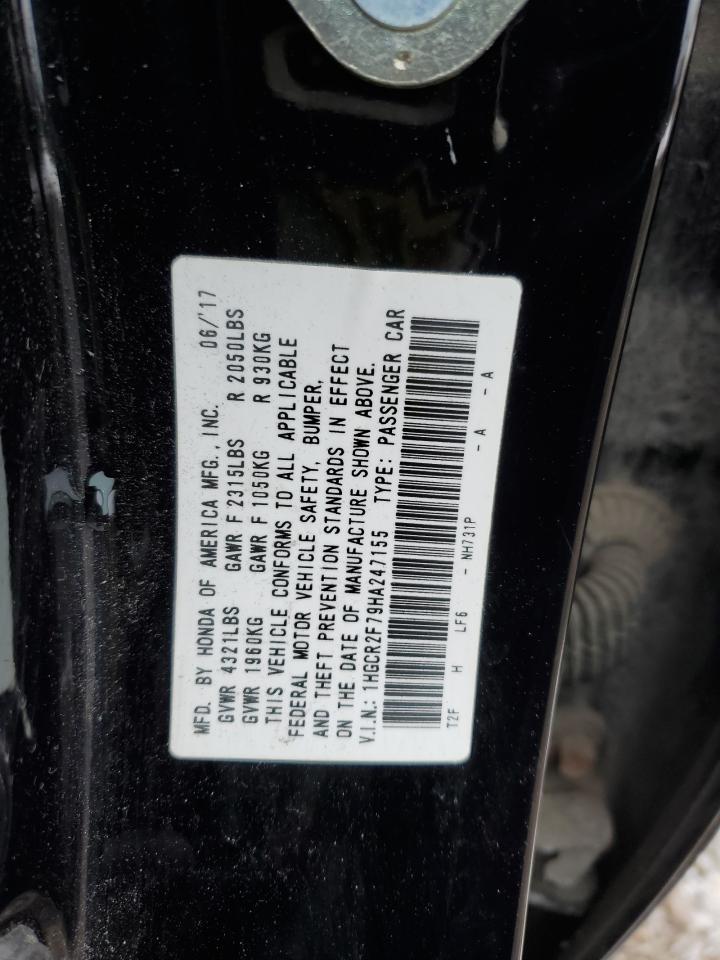 MFD. BY HONDA OF AMERICA MFG., INC. 06/'17
GVWR 4321LBS GAWR F 2315LBS R 2050LBS
GVWR 1960KG GAWR F 1050KG R 930KG
THIS VEHICLE CONFORMS TO ALL APPLICABLE
FEDERAL MOTOR VEHICLE SAFETY, BUMPER,
AND THEFT PREVENTION STANDARDS IN EFFECT
ON THE DATE OF MANUFACTURE SHOWN ABOVE.
V.I.N.: 1HGCR2F79HA247155 TYPE: PASSENGER CAR
T2F H LF6 - NH731P - A - A